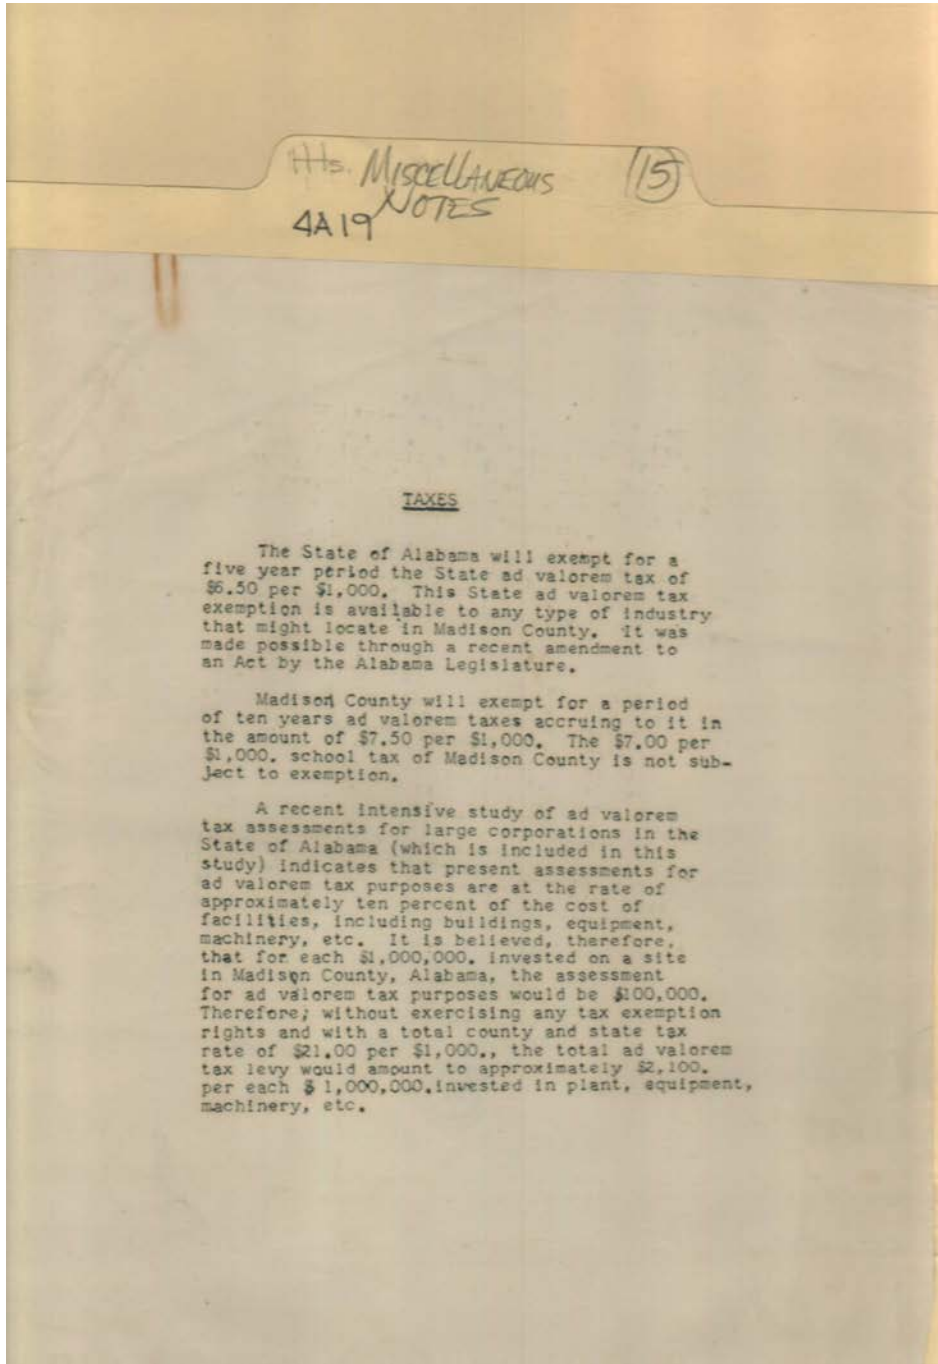 Hts. MISCELLANEOUS (15)
NOTES
4A19
TAXES
The State of Alabama will exempt for a
five year period the State ad valorem tax of
$6.50 per $1,000. This State ad valorem tax
exemption is available to any type of industry
that might locate in Madison County. It was
made possible through a recent amendment to
an Act by the Alabama Legislature.
Madison County will exempt for a period
of ten years ad valorem taxes accruing to it in
the amount of $7.50 per $1,000. The $7.00 per
$1,000. school tax of Madison County is not sub-
ject to exemption.
A recent intensive study of ad valorem
tax assessments for large corporations in the
State of Alabama (which is included in this
study) indicates that present assessments for
ad valorem tax purposes are at the rate of
approximately ten percent of the cost of
facilities, including buildings, equipment,
machinery, etc. It is believed, therefore,
that for each $1,000,000. invested on a site
in Madison County, Alabama, the assessment
for ad valorem tax purposes would be $100,000.
Therefore; without exercising any tax exemption
rights and with a total county and state tax
rate of $21.00 per $1,000., the total ad valorem
tax levy would amount to approximately $2,100.
per each $ 1,000,000.invested in plant, equipment,
machinery, etc.